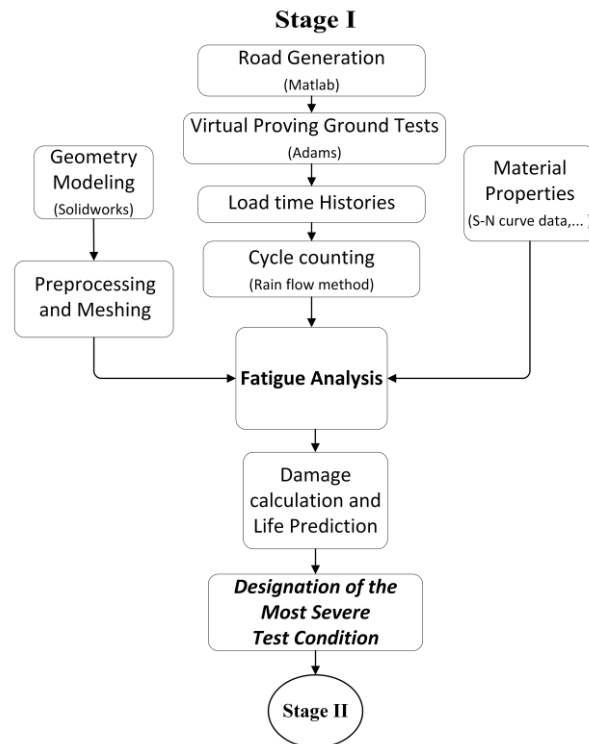 Stage I
Road Generation
(Matlab)
Virtual Proving Ground Tests
(Adams)
Geometry
Modeling
(Solidworks)
Load time Histories
Material
Properties
(S-N curve data,... )
Cycle counting
(Rain flow method)
Preprocessing
and Meshing
Fatigue Analysis
Damage
calculation and
Life Prediction
Designation of the
Most Severe
Test Condition
Stage II